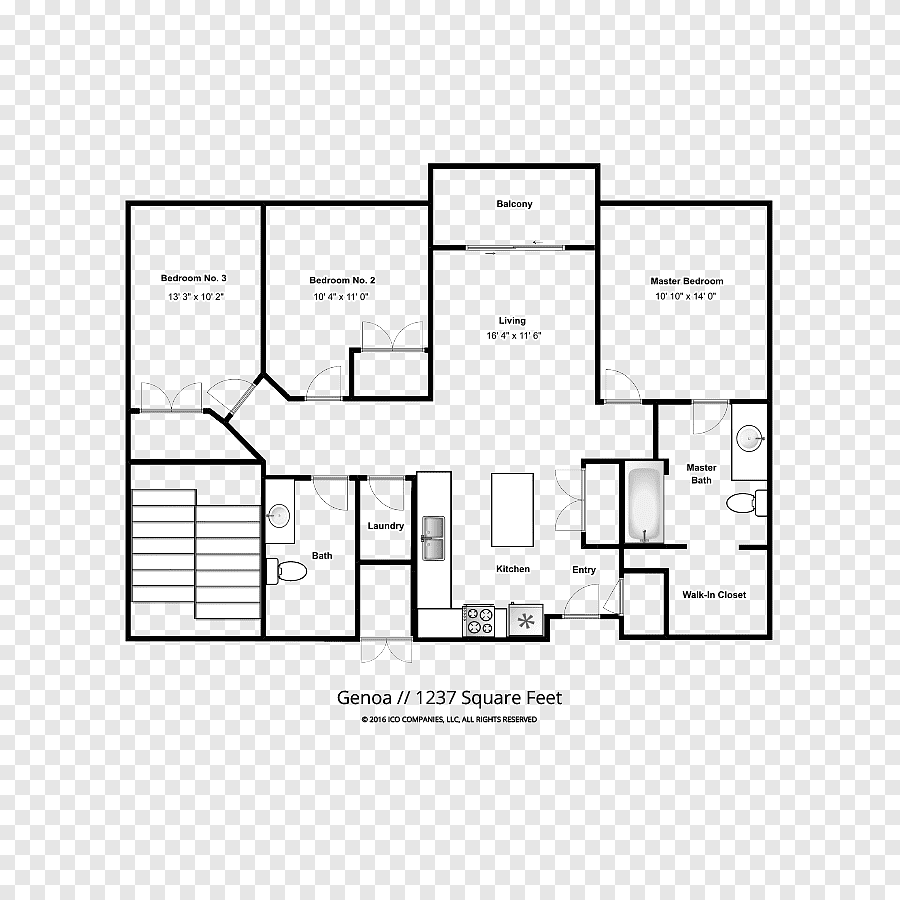 Balcony
Bedroom No. 3
13' 3" x 10' 2"
Bedroom No. 2
10' 4" x 11' 0"
Master Bedroom
10' 10" x 14' 0"
Living
16' 4" x 11' 6"
Master
Bath
Laundry
Bath
Kitchen
Entry
Walk-In Closet
Genoa // 1237 Square Feet
© 2016 ICO COMPANIES, LLC, ALL RIGHTS RESERVED